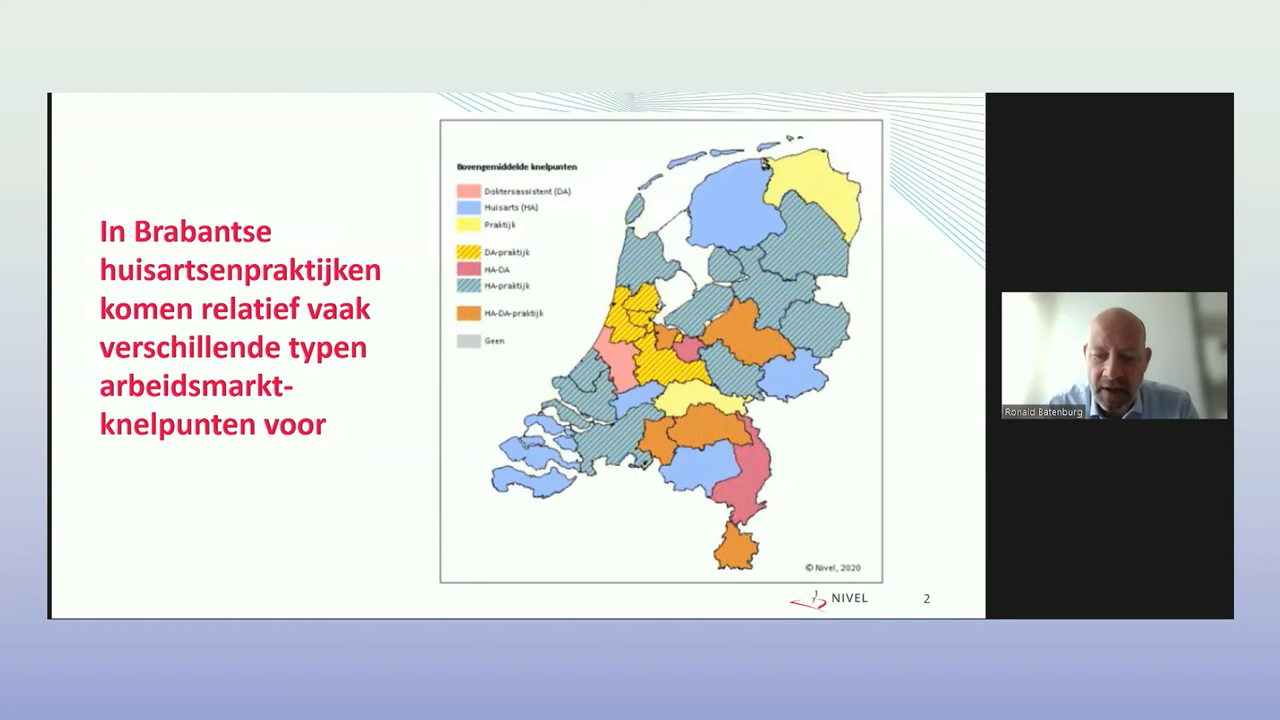 In Brabantse
huisartsenpraktijken
komen relatief vaak
verschillende typen
arbeidsmarkt-
knelpunten voor
Bovengemiddelde knelpunten
Doktersassistent (DA)
Huisarts (HA)
Praktijk
DA-praktijk
HA-DA
HA-praktijk
HA-DA-praktijk
Geen
© Nivel, 2020
NIVEL
2
Ronald Batenburg